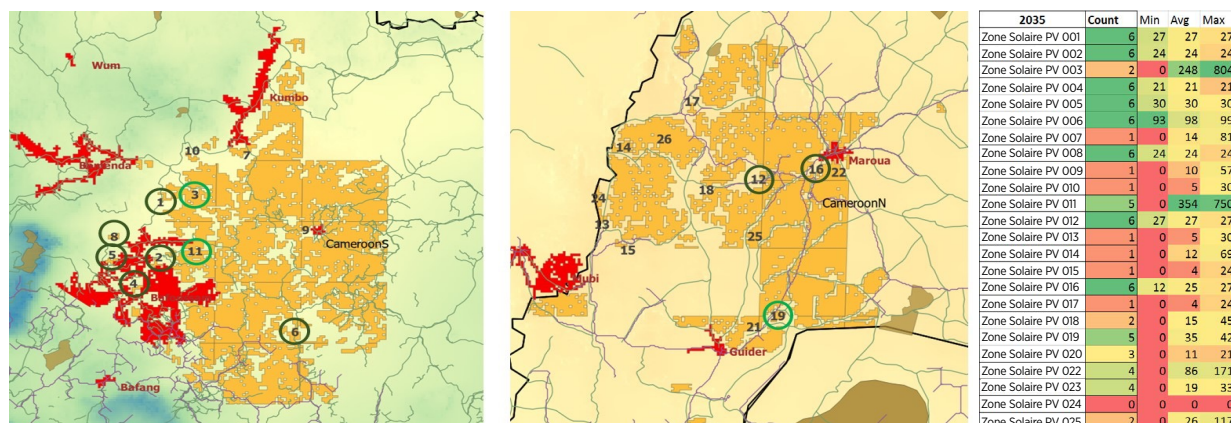 Wum
Kumbo
10
7
Bamenda
3
1
8
9
CameroonS
11
5
2
4
6
Bafang
17
26
14
Maroua
16
22
12
18
24
CameroonN
13
25
15
Mubi
19
21
Guider
2035 Count Min Avg Max
Zone Solaire PV 001 6 27 27 27
Zone Solaire PV 002 6 24 24 24
Zone Solaire PV 003 2 0 248 804
Zone Solaire PV 004 6 21 21 21
Zone Solaire PV 005 6 30 30 30
Zone Solaire PV 006 6 93 98 99
Zone Solaire PV 007 1 0 14 81
Zone Solaire PV 008 6 24 24 24
Zone Solaire PV 009 1 0 10 57
Zone Solaire PV 010 1 0 5 30
Zone Solaire PV 011 5 0 354 750
Zone Solaire PV 012 6 27 27 27
Zone Solaire PV 013 1 0 5 30
Zone Solaire PV 014 1 0 12 69
Zone Solaire PV 015 1 0 4 24
Zone Solaire PV 016 6 12 25 27
Zone Solaire PV 017 1 0 4 24
Zone Solaire PV 018 2 0 15 45
Zone Solaire PV 019 5 0 35 42
Zone Solaire PV 020 3 0 11 21
Zone Solaire PV 022 4 0 86 171
Zone Solaire PV 023 4 0 19 33
Zone Solaire PV 024 0 0 0 0
Zone Solaire PV 025 2 0 26 117